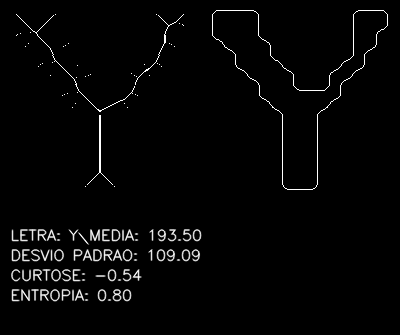 LETRA: Y\MEDIA: 193.50
DESVIO PADRAO: 109.09
CURTOSE: -0.54
ENTROPIA: 0.80